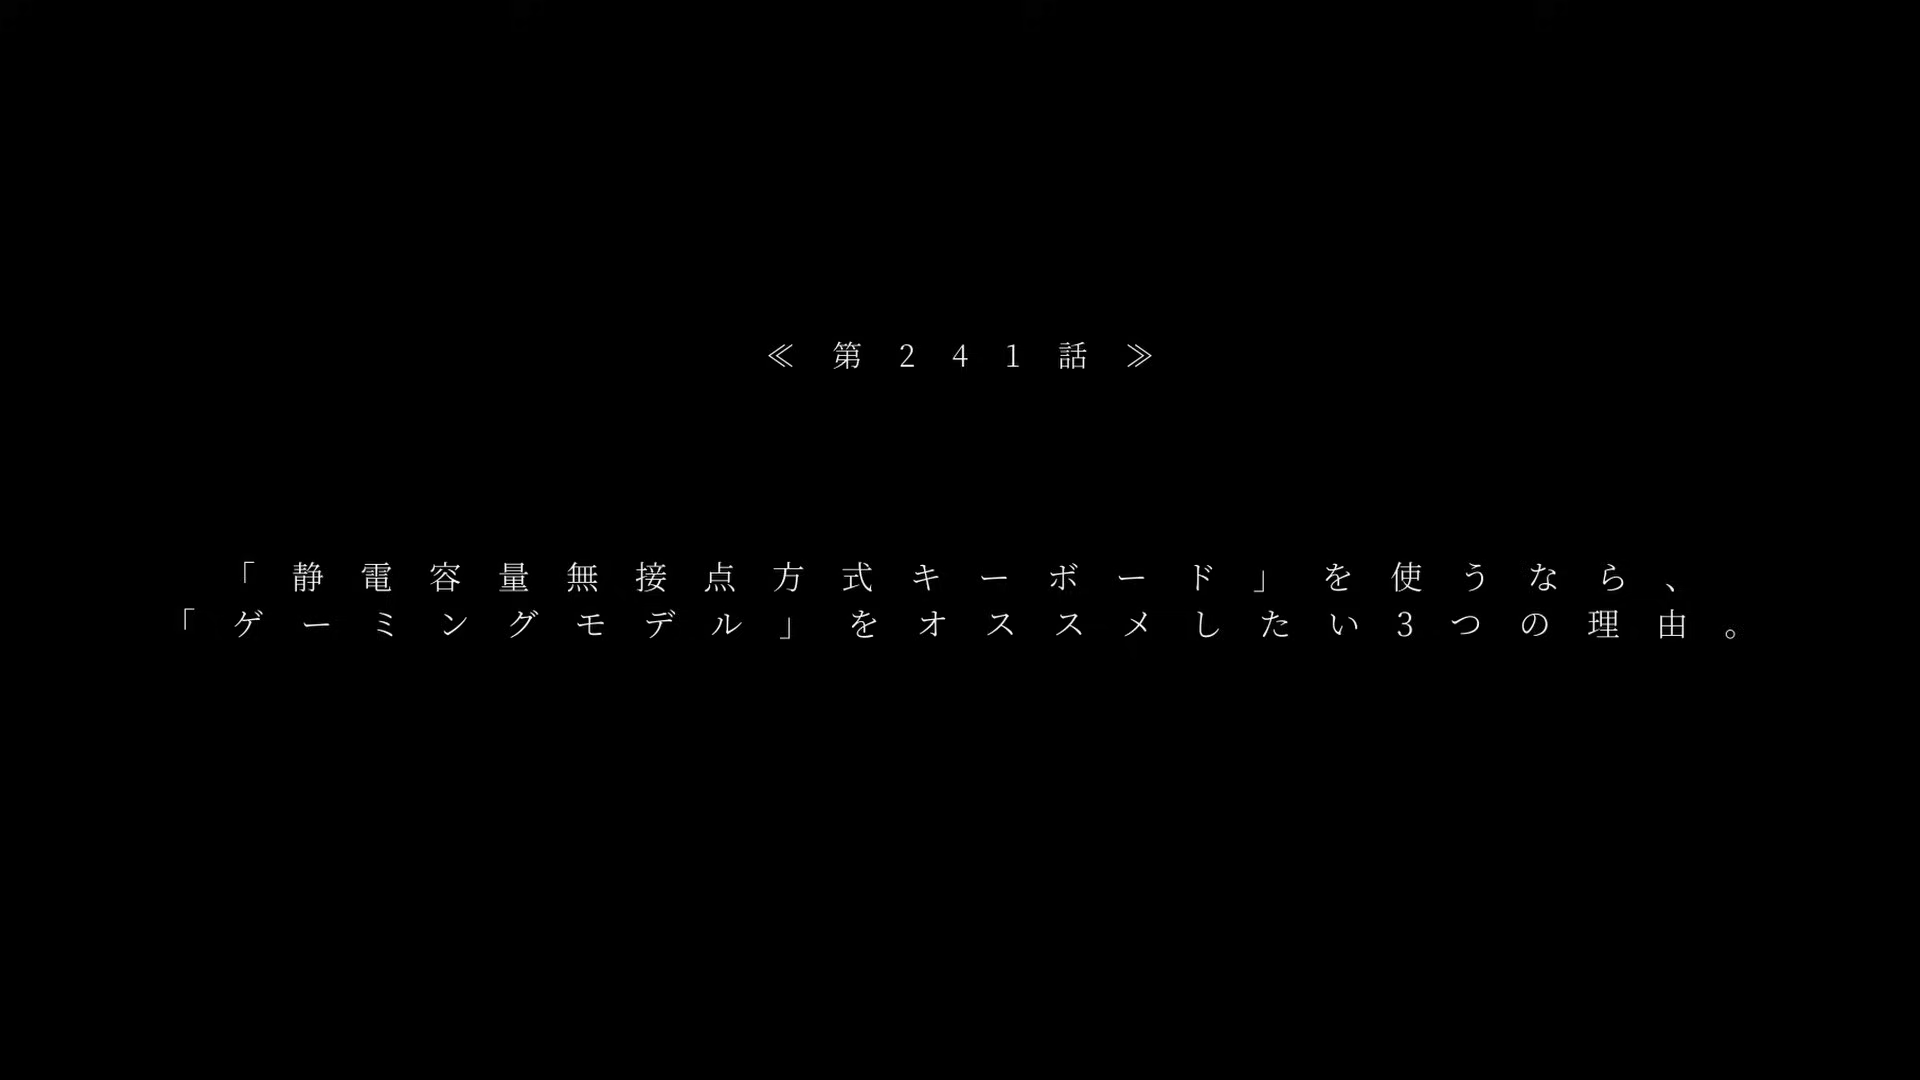 ≪第241話≫
「静電容量無接点方式キーボード」を使うなら、
「ゲーミングモデル」をオススメしたい3つの理由。